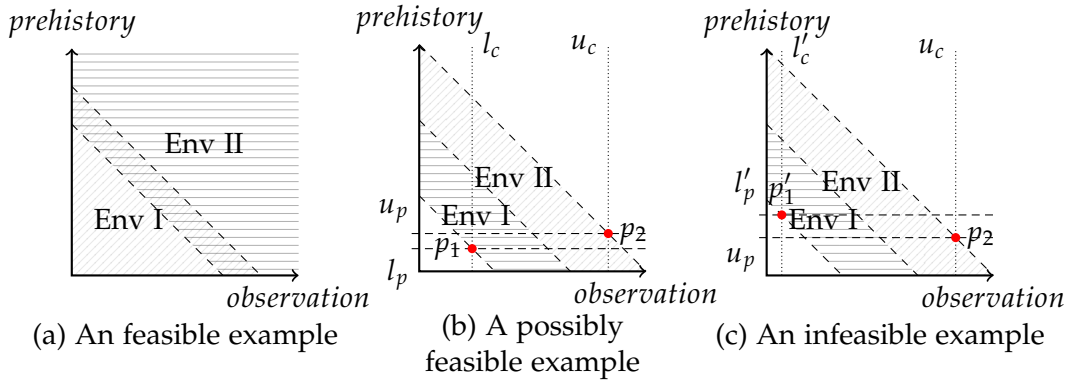 prehistory
Env II
Env I
observation
(a) An feasible example
prehistory
l_c
u_c
Env II
u_p
Env I
p_1
p_2
l_p
observation
(b) A possibly
feasible example
prehistory
l'_c
u_c
l'_p
p'_1
Env II
Env I
p_2
u_p
observation
(c) An infeasible example